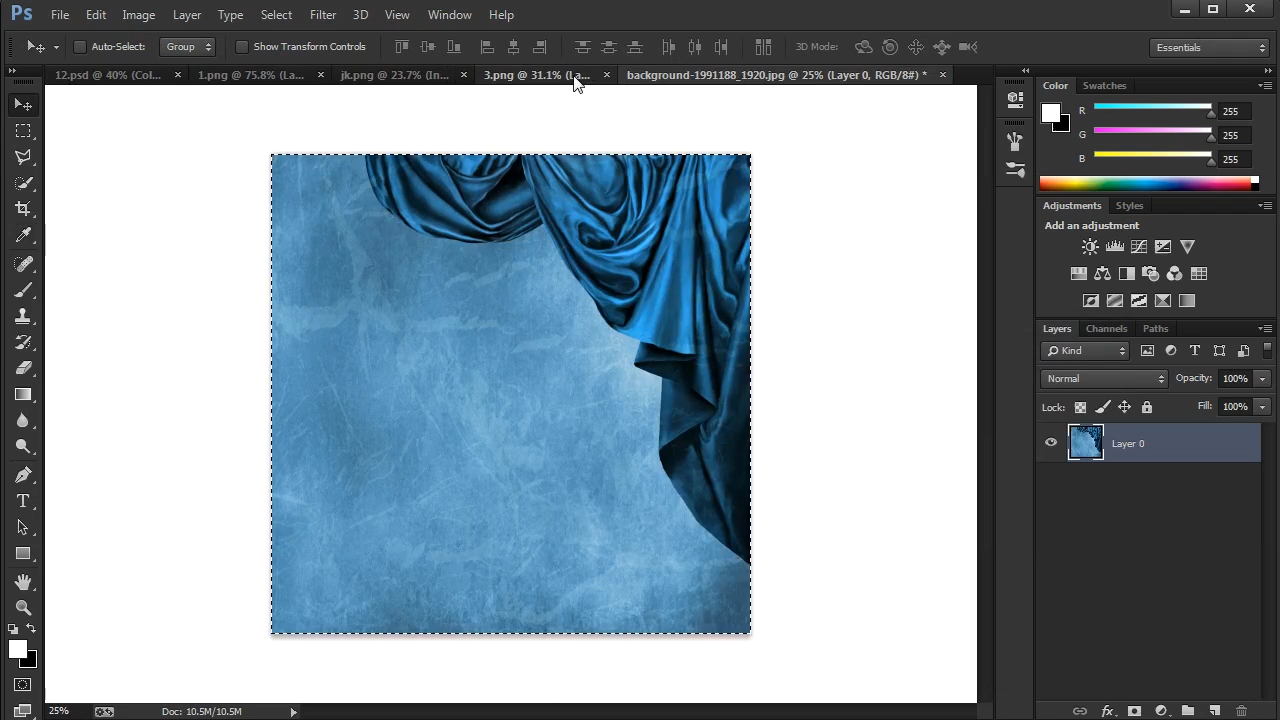 Ps File Edit Image Layer Type Select Filter 3D View Window Help
Auto-Select: Group Show Transform Controls 3D Mode: Essentials
12.psd @ 40% (Col... × 1.png @ 75.8% (La... × jk.png @ 23.7% (In... × 3.png @ 31.1% (La... × background-1991188_1920.jpg @ 25% (Layer 0, RGB/8#) * ×
Color Swatches
R 255
G 255
B 255
Adjustments Styles
Add an adjustment
Layers Channels Paths
Kind
Normal Opacity: 100%
Lock: Fill: 100%
Layer 0
25% Doc: 10.5M/10.5M